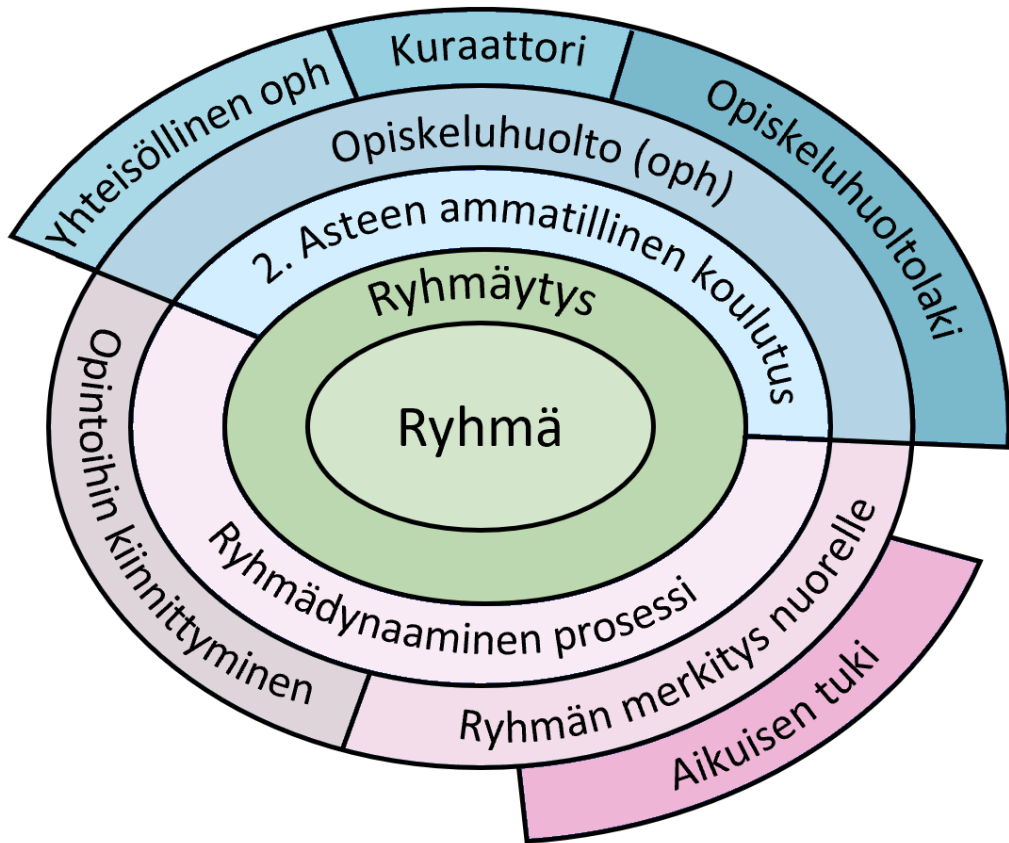 Yhteisöllinen oph
Kuraattori
Opiskeluhuoltolaki
Opiskeluhuolto (oph)
2. Asteen ammatillinen koulutus
Ryhmäytys
Ryhmä
Ryhmädynaaminen prosessi
Opintoihin kiinnittyminen
Ryhmän merkitys nuorelle
Aikuisen tuki